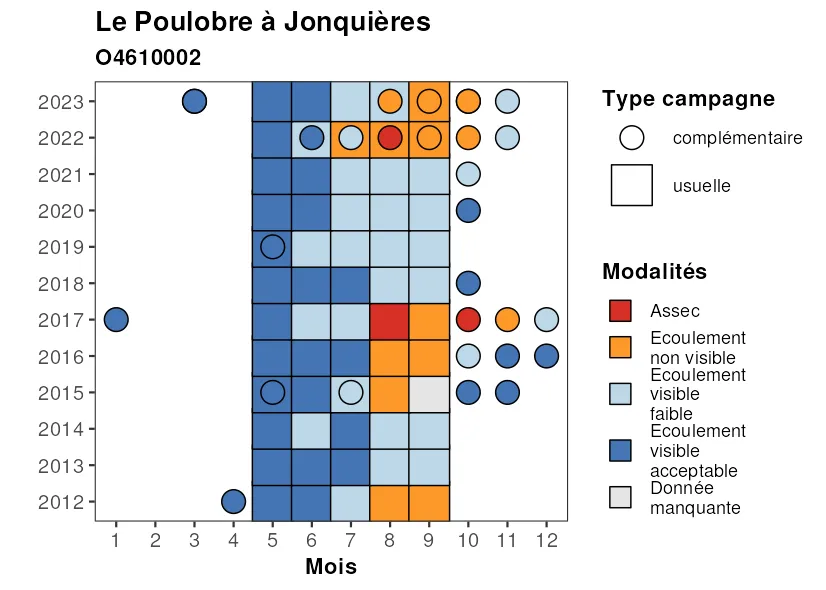 Le Poulobre à Jonquières
O4610002
2023
2022
2021
2020
2019
2018
2017
2016
2015
2014
2013
2012
1 2 3 4 5 6 7 8 9 10 11 12
Mois
Type campagne
complémentaire
usuelle
Modalités
Assec
Ecoulement
non visible
Ecoulement
visible
faible
Ecoulement
visible
acceptable
Donnée
manquante